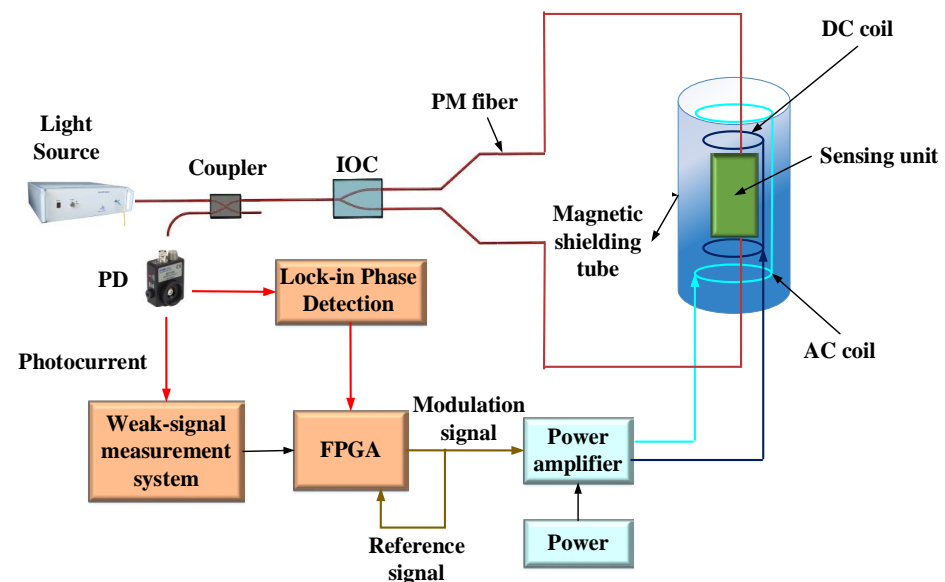 DC coil
PM fiber
Light
Source
Coupler
IOC
Sensing unit
Magnetic
shielding
tube
PD
Lock-in Phase
Detection
AC coil
Photocurrent
Modulation
signal
Weak-signal
measurement
system
FPGA
Power
amplifier
Reference
signal
Power